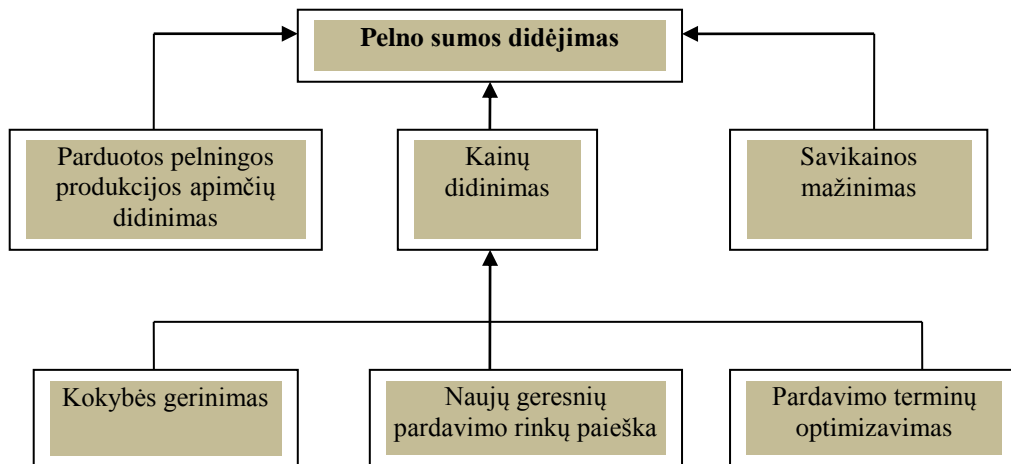 Pelno sumos didėjimas
Parduotos pelningos
produkcijos apimčių
didinimas
Kainų
didinimas
Savikainos
mažinimas
Kokybės gerinimas
Naujų geresnių
pardavimo rinkų paieška
Pardavimo terminų
optimizavimas